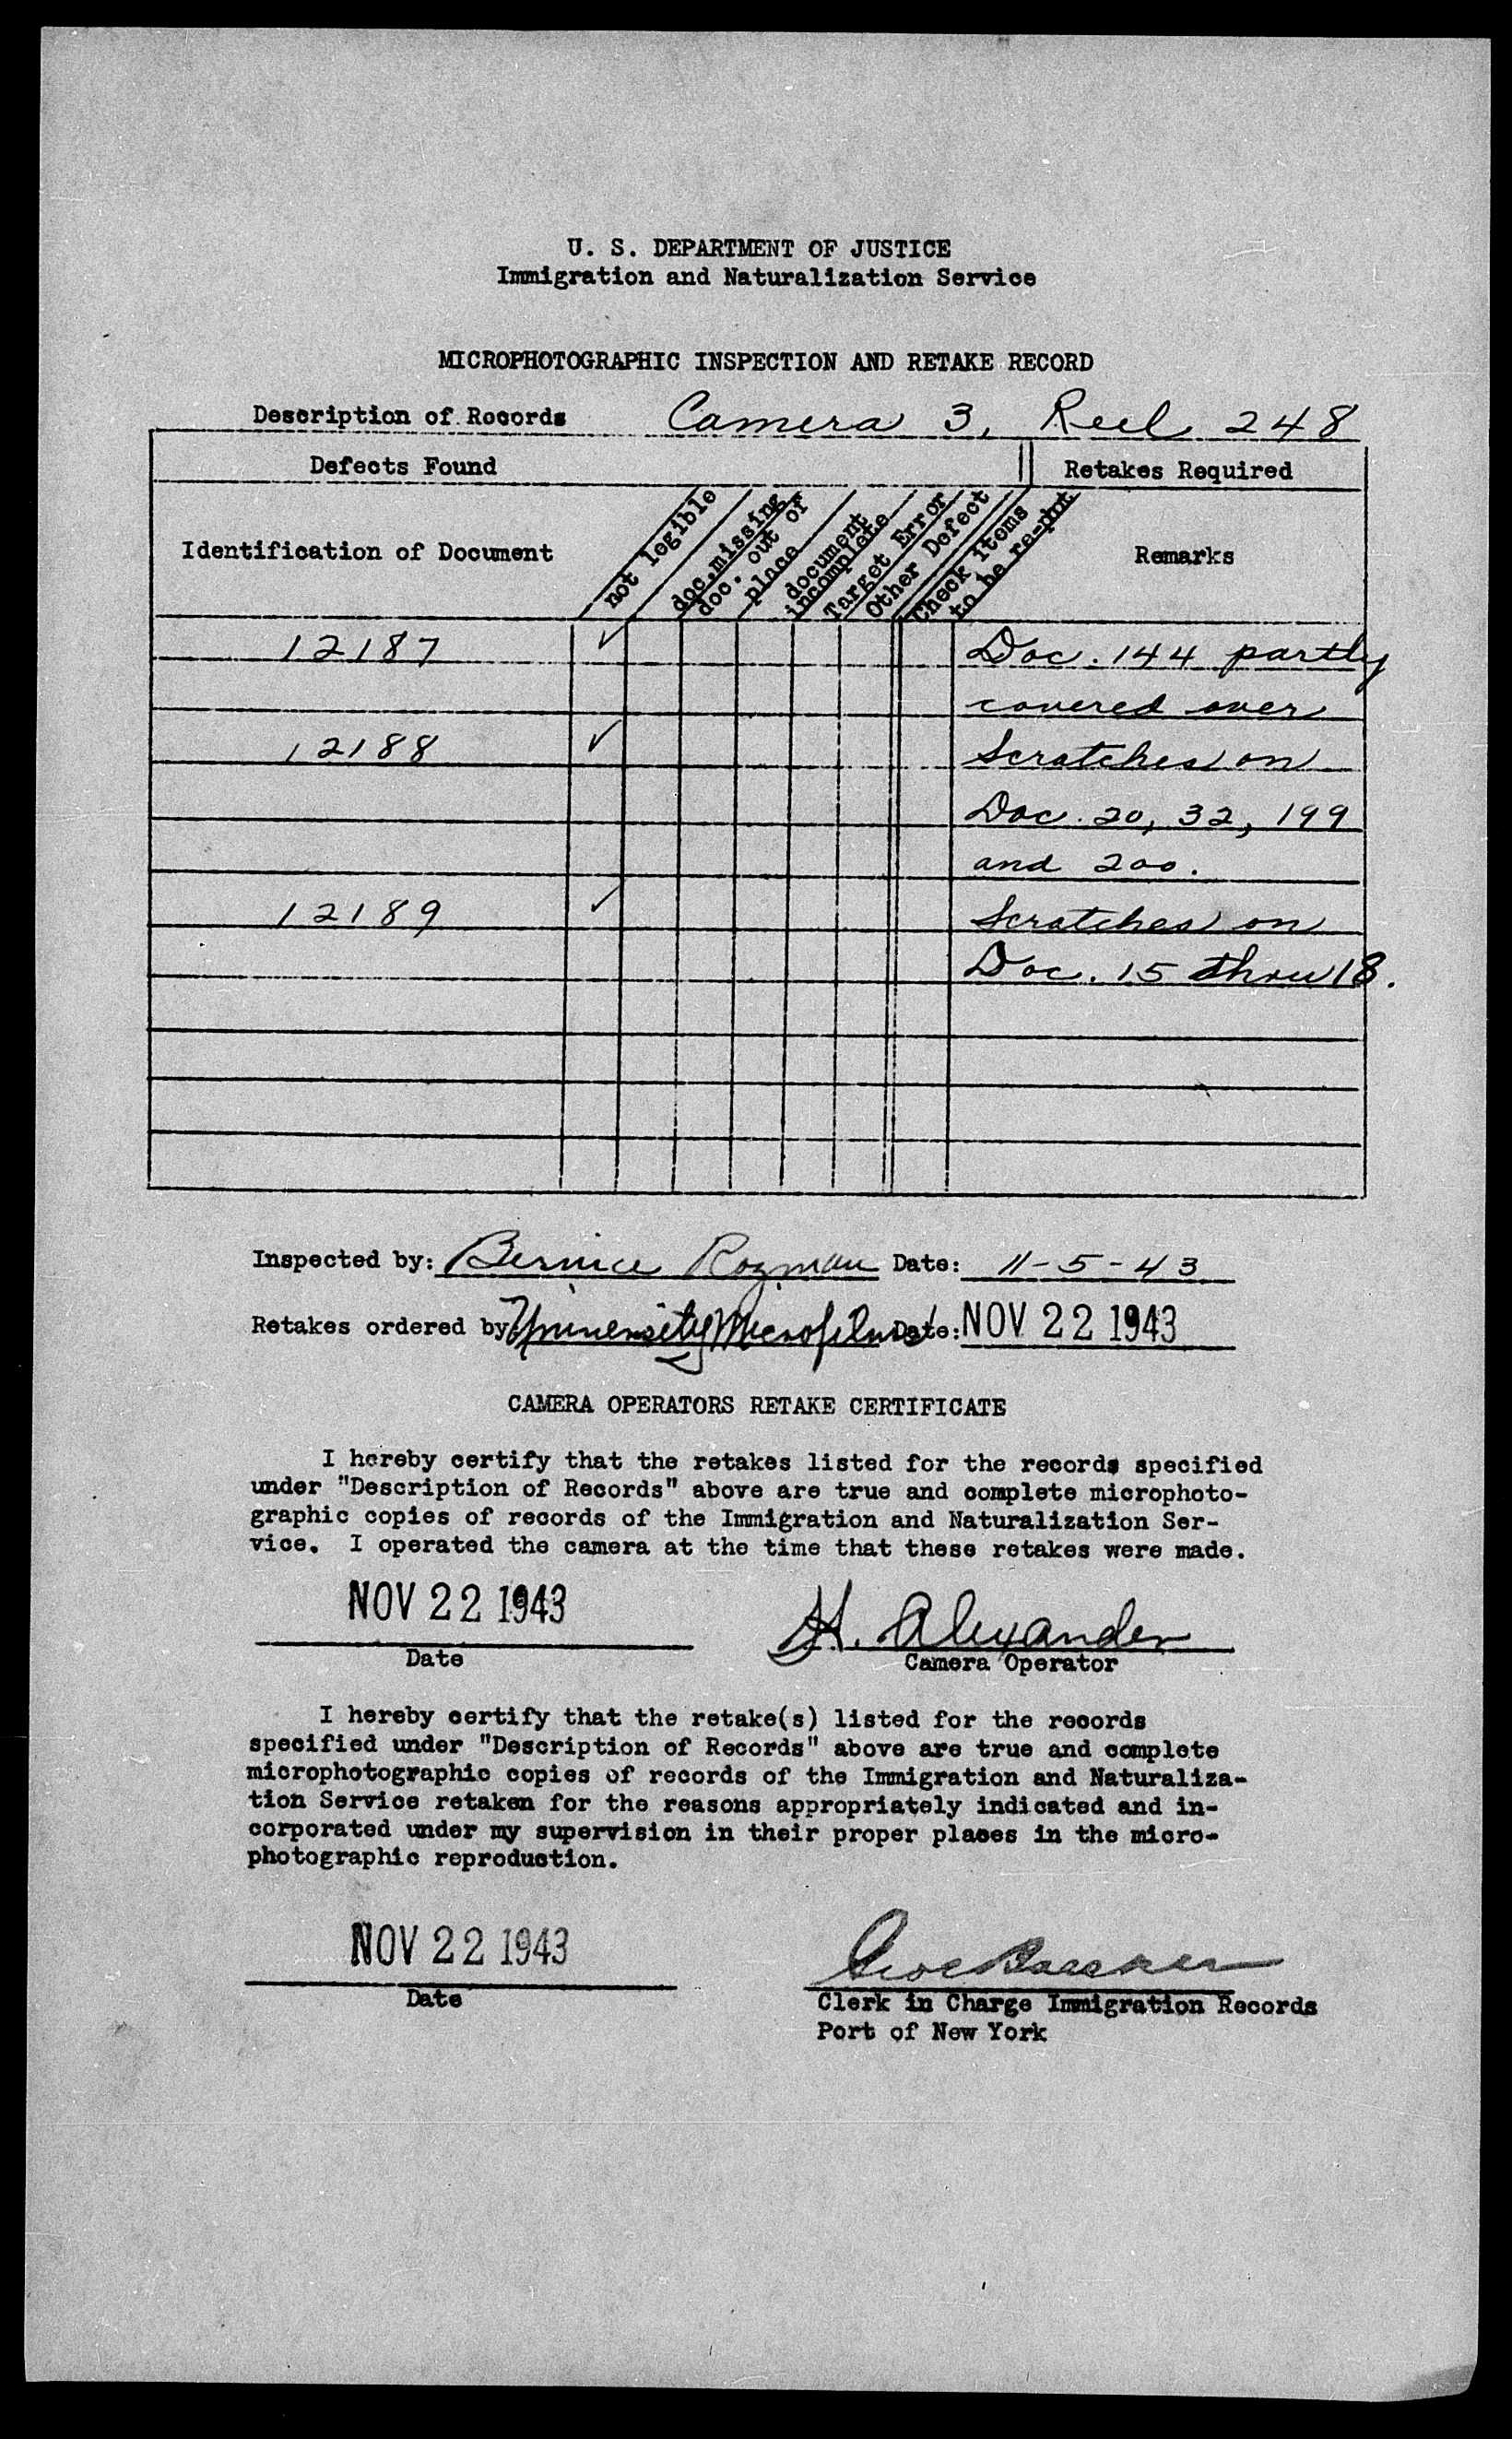 U. S. DEPARTMENT OF JUSTICE
Immigration and Naturalization Service
MICROPHOTOGRAPHIC INSPECTION AND RETAKE RECORD
Description of Records Camera 3, Reel 248
Defects Found Retakes Required
Identification of Document
not legible
doc. missing
doc. out of
place
document
incomplete
Target Error
Other Defect
Check items
to be re-phot
Remarks
12187 ✓ Doc. 144 partly
covered over
12188 ✓ Scratches on
Doc. 20, 32, 199
and 200.
12189 ✓ Scratches on
Doc. 15 thru 18.
Inspected by: Bernice Rozman Date: 11-5-43
Retakes ordered by University Microfilms Date: NOV 22 1943
CAMERA OPERATORS RETAKE CERTIFICATE
I hereby certify that the retakes listed for the records specified
under "Description of Records" above are true and complete microphoto-
graphic copies of records of the Immigration and Naturalization Ser-
vice. I operated the camera at the time that these retakes were made.
NOV 22 1943 H. Alexander
Date Camera Operator
I hereby certify that the retake(s) listed for the records
specified under "Description of Records" above are true and complete
microphotographic copies of records of the Immigration and Naturaliza-
tion Service retaken for the reasons appropriately indicated and in-
corporated under my supervision in their proper places in the micro-
photographic reproduction.
NOV 22 1943
Date Clerk in Charge Immigration Records
Port of New York